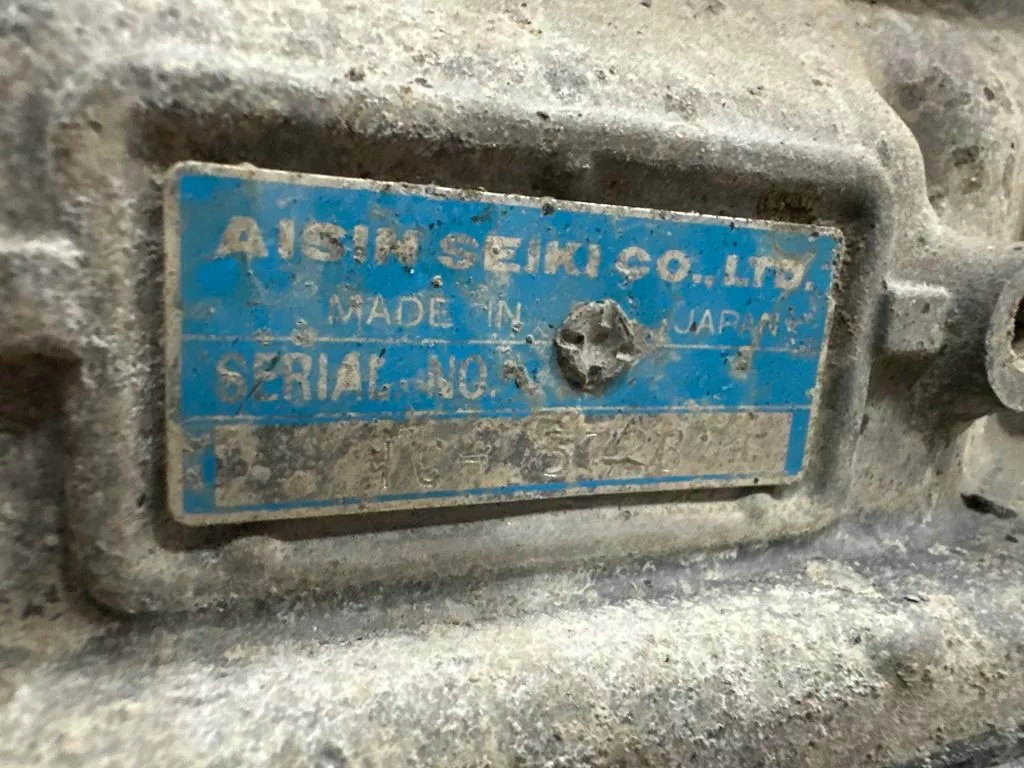 AISIN SEIKI CO., LTD.
MADE IN JAPAN
SERIAL NO.